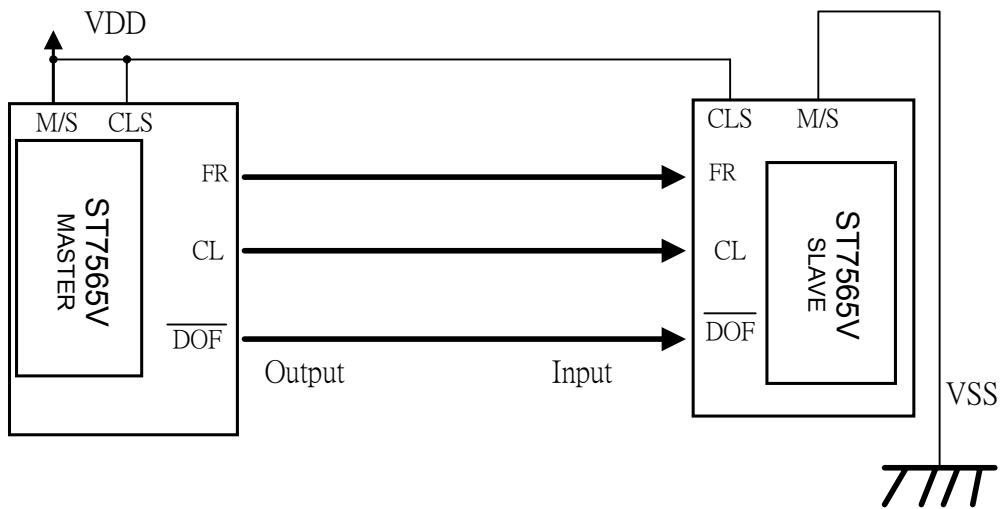 VDD
M/S CLS
FR
CL
DOF
ST7565V
MASTER
Output
Input
CLS M/S
FR
CL
DOF
ST7565V
SLAVE
VSS